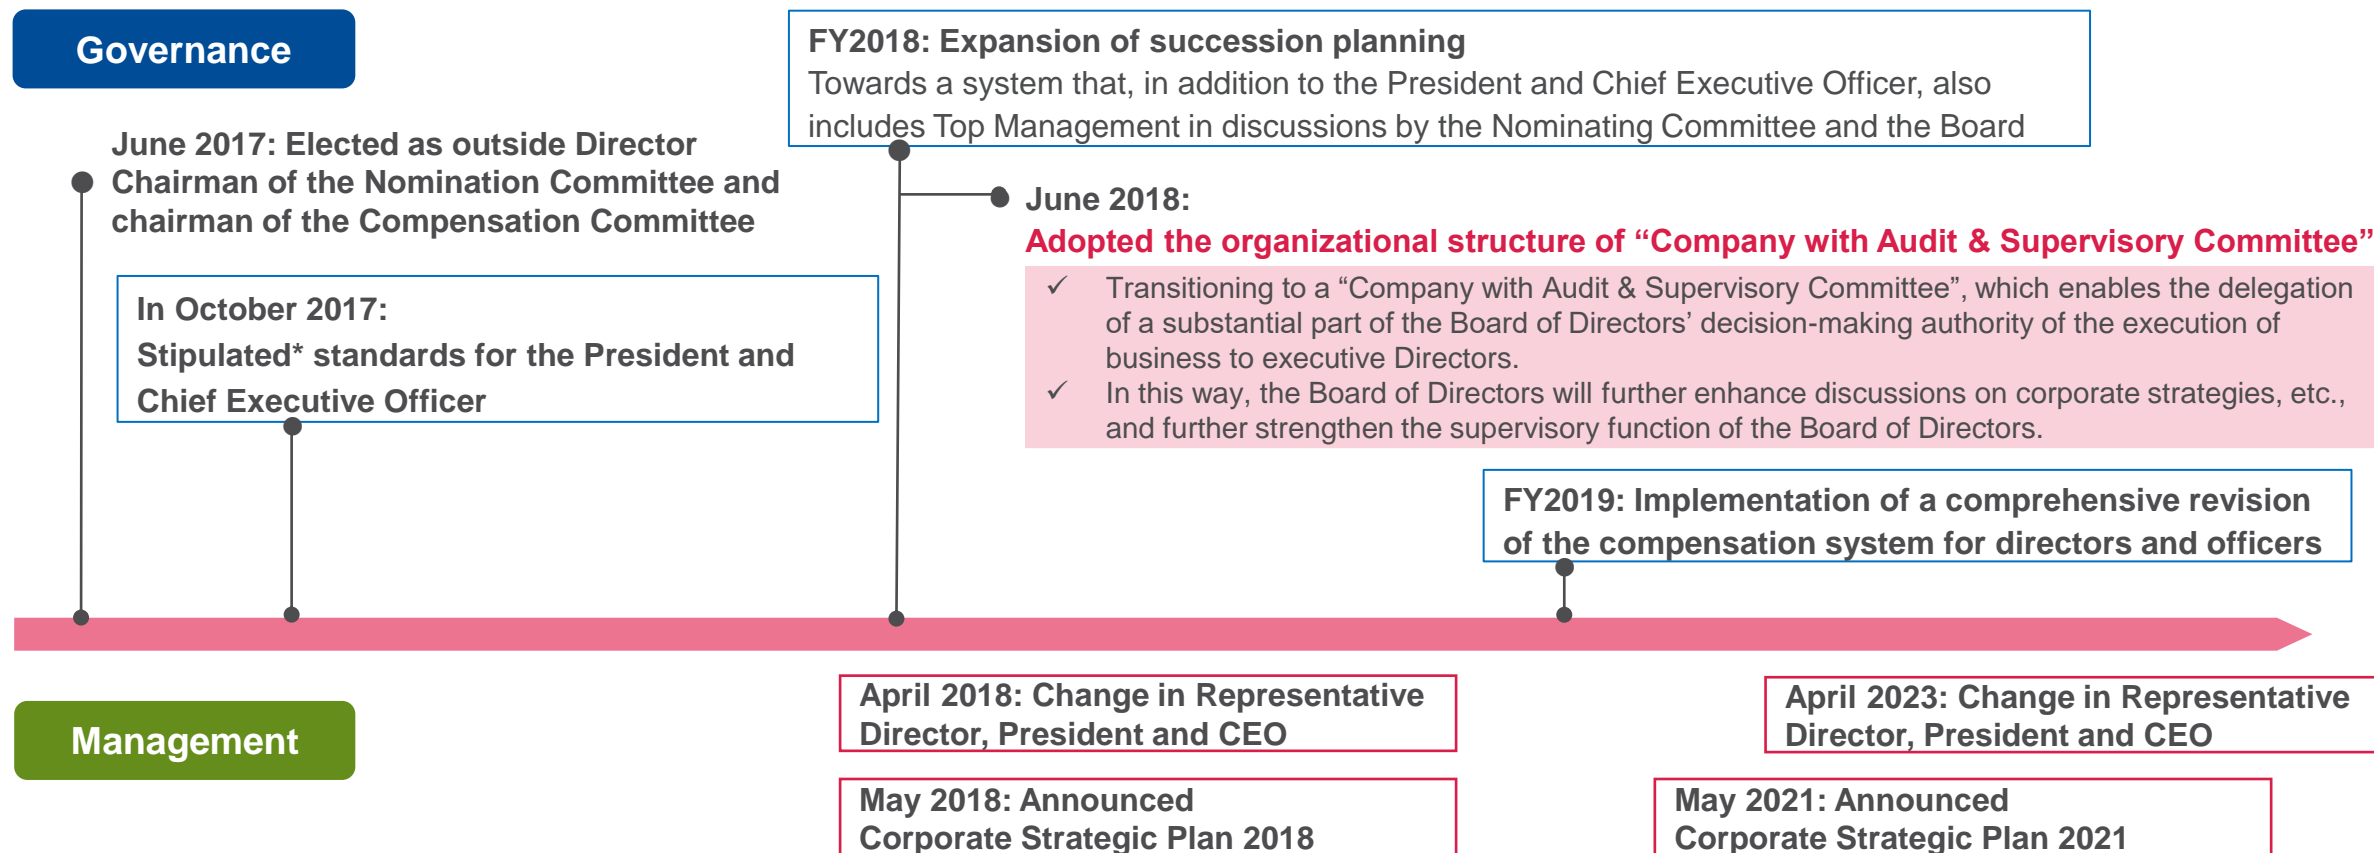 Governance
FY2018: Expansion of succession planning
Towards a system that, in addition to the President and Chief Executive Officer, also
includes Top Management in discussions by the Nominating Committee and the Board
June 2017: Elected as outside Director
Chairman of the Nomination Committee and
chairman of the Compensation Committee
June 2018:
Adopted the organizational structure of “Company with Audit & Supervisory Committee”
✓ Transitioning to a “Company with Audit & Supervisory Committee”, which enables the delegation
of a substantial part of the Board of Directors’ decision-making authority of the execution of
business to executive Directors.
✓ In this way, the Board of Directors will further enhance discussions on corporate strategies, etc.,
and further strengthen the supervisory function of the Board of Directors.
In October 2017:
Stipulated* standards for the President and
Chief Executive Officer
FY2019: Implementation of a comprehensive revision
of the compensation system for directors and officers
Management
April 2018: Change in Representative
Director, President and CEO
April 2023: Change in Representative
Director, President and CEO
May 2018: Announced
Corporate Strategic Plan 2018
May 2021: Announced
Corporate Strategic Plan 2021